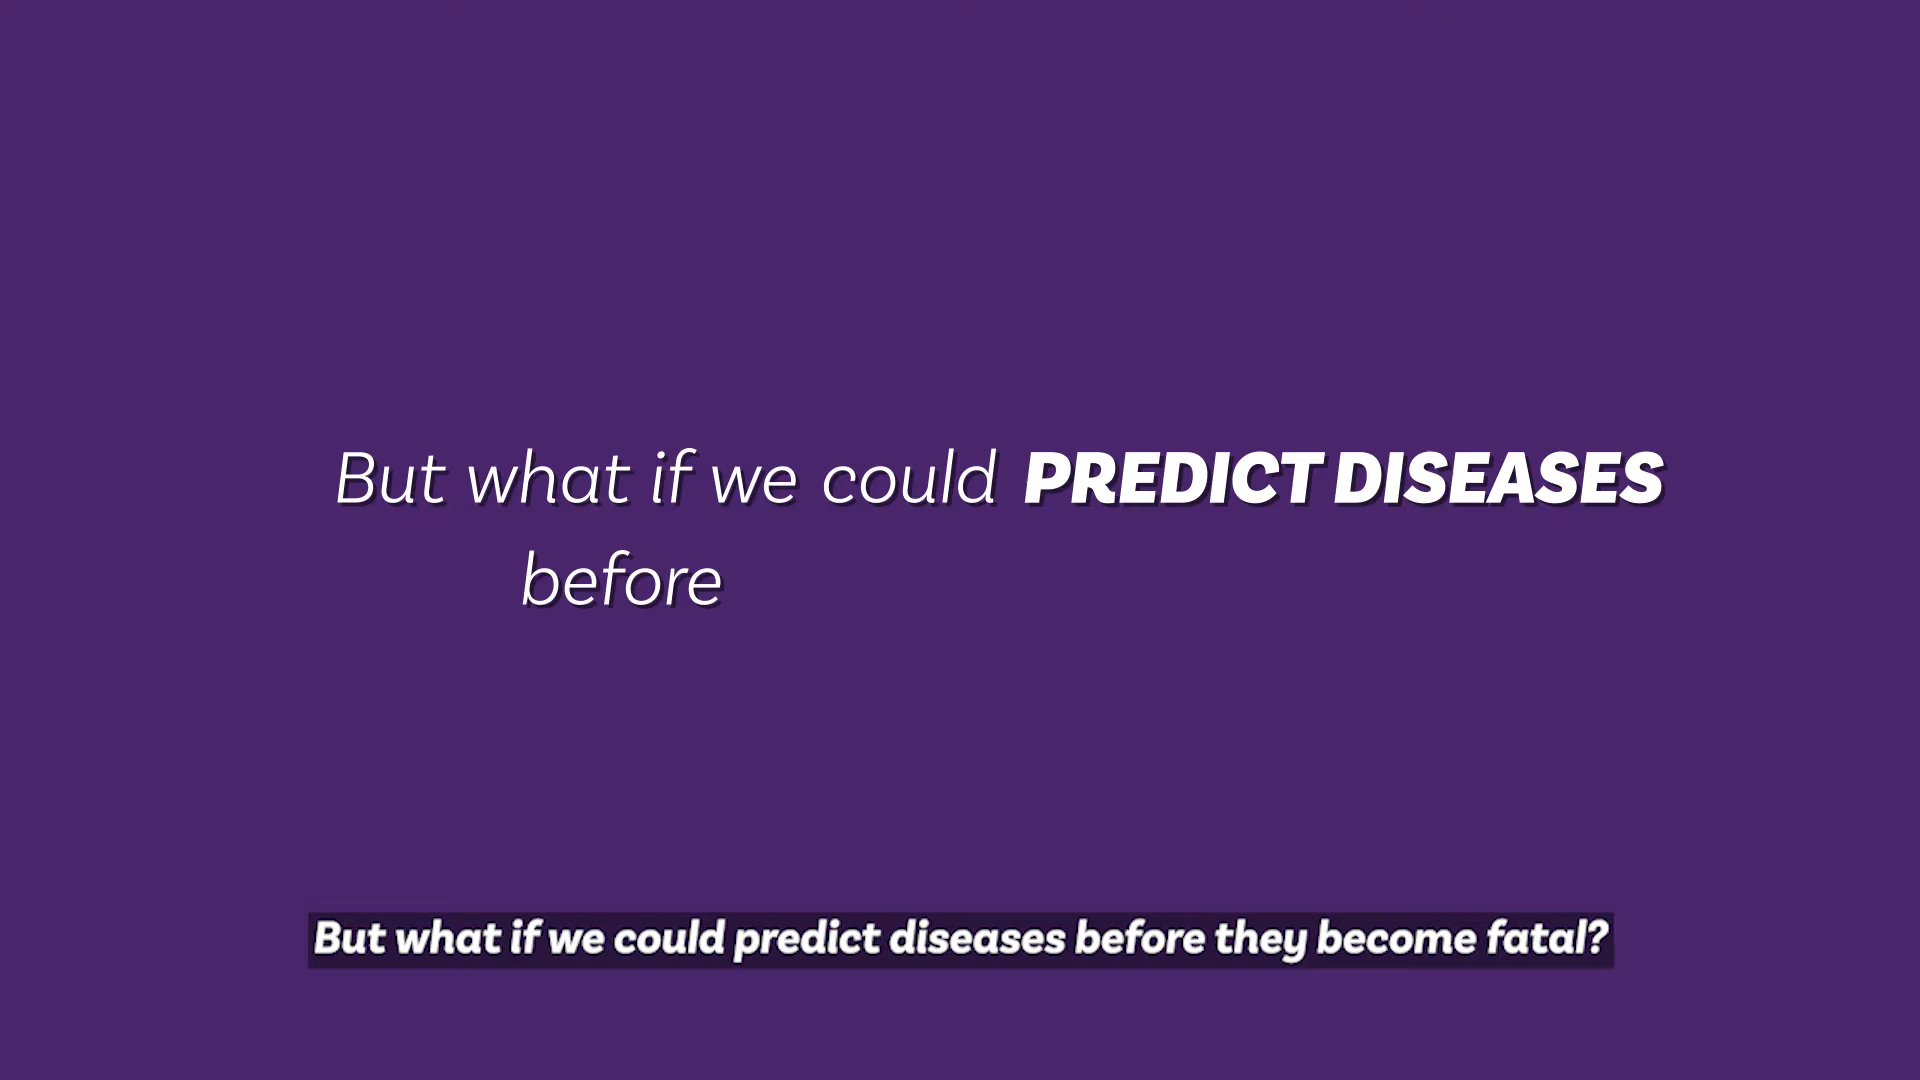 But what if we could PREDICT DISEASES
before
But what if we could predict diseases before they become fatal?